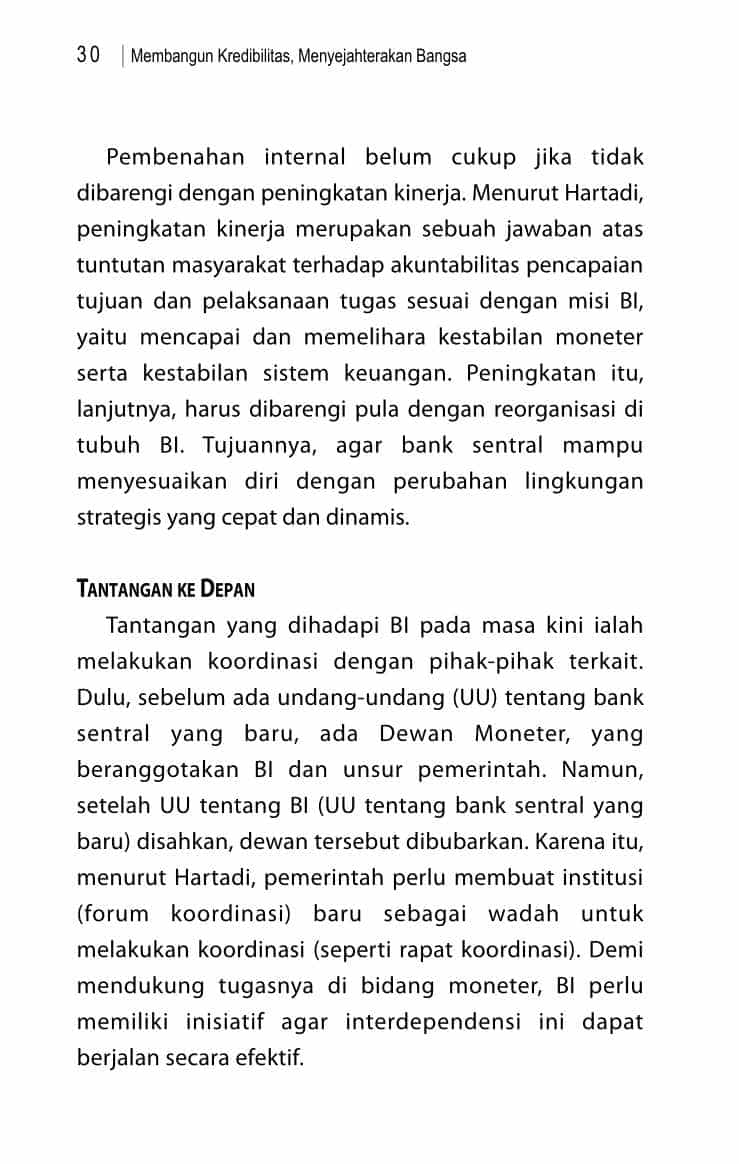 30 | Membangun Kredibilitas, Menyejahterakan Bangsa
Pembenahan internal belum cukup jika tidak
dibarengi dengan peningkatan kinerja. Menurut Hartadi,
peningkatan kinerja merupakan sebuah jawaban atas
tuntutan masyarakat terhadap akuntabilitas pencapaian
tujuan dan pelaksanaan tugas sesuai dengan misi BI,
yaitu mencapai dan memelihara kestabilan moneter
serta kestabilan sistem keuangan. Peningkatan itu,
lanjutnya, harus dibarengi pula dengan reorganisasi di
tubuh BI. Tujuannya, agar bank sentral mampu
menyesuaikan diri dengan perubahan lingkungan
strategis yang cepat dan dinamis.
TANTANGAN KE DEPAN
Tantangan yang dihadapi BI pada masa kini ialah
melakukan koordinasi dengan pihak-pihak terkait.
Dulu, sebelum ada undang-undang (UU) tentang bank
sentral yang baru, ada Dewan Moneter, yang
beranggotakan BI dan unsur pemerintah. Namun,
setelah UU tentang BI (UU tentang bank sentral yang
baru) disahkan, dewan tersebut dibubarkan. Karena itu,
menurut Hartadi, pemerintah perlu membuat institusi
(forum koordinasi) baru sebagai wadah untuk
melakukan koordinasi (seperti rapat koordinasi). Demi
mendukung tugasnya di bidang moneter, BI perlu
memiliki inisiatif agar interdependensi ini dapat
berjalan secara efektif.